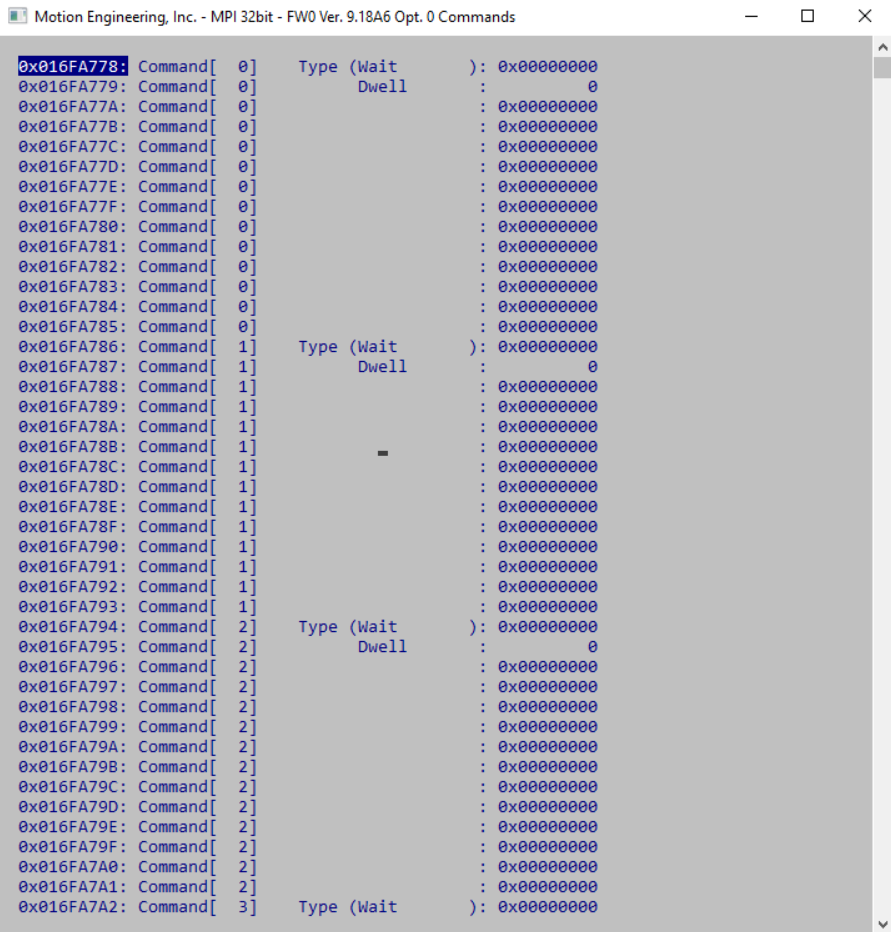 Motion Engineering, Inc. - MPI 32bit - FW0 Ver. 9.18A6 Opt. 0 Commands
0x016FA778: Command[  0]    Type (Wait       ): 0x00000000
0x016FA779: Command[  0]          Dwell       :          0
0x016FA77A: Command[  0]                      : 0x00000000
0x016FA77B: Command[  0]                      : 0x00000000
0x016FA77C: Command[  0]                      : 0x00000000
0x016FA77D: Command[  0]                      : 0x00000000
0x016FA77E: Command[  0]                      : 0x00000000
0x016FA77F: Command[  0]                      : 0x00000000
0x016FA780: Command[  0]                      : 0x00000000
0x016FA781: Command[  0]                      : 0x00000000
0x016FA782: Command[  0]                      : 0x00000000
0x016FA783: Command[  0]                      : 0x00000000
0x016FA784: Command[  0]                      : 0x00000000
0x016FA785: Command[  0]                      : 0x00000000
0x016FA786: Command[  1]    Type (Wait       ): 0x00000000
0x016FA787: Command[  1]          Dwell       :          0
0x016FA788: Command[  1]                      : 0x00000000
0x016FA789: Command[  1]                      : 0x00000000
0x016FA78A: Command[  1]                      : 0x00000000
0x016FA78B: Command[  1]                      : 0x00000000
0x016FA78C: Command[  1]                      : 0x00000000
0x016FA78D: Command[  1]                      : 0x00000000
0x016FA78E: Command[  1]                      : 0x00000000
0x016FA78F: Command[  1]                      : 0x00000000
0x016FA790: Command[  1]                      : 0x00000000
0x016FA791: Command[  1]                      : 0x00000000
0x016FA792: Command[  1]                      : 0x00000000
0x016FA793: Command[  1]                      : 0x00000000
0x016FA794: Command[  2]    Type (Wait       ): 0x00000000
0x016FA795: Command[  2]          Dwell       :          0
0x016FA796: Command[  2]                      : 0x00000000
0x016FA797: Command[  2]                      : 0x00000000
0x016FA798: Command[  2]                      : 0x00000000
0x016FA799: Command[  2]                      : 0x00000000
0x016FA79A: Command[  2]                      : 0x00000000
0x016FA79B: Command[  2]                      : 0x00000000
0x016FA79C: Command[  2]                      : 0x00000000
0x016FA79D: Command[  2]                      : 0x00000000
0x016FA79E: Command[  2]                      : 0x00000000
0x016FA79F: Command[  2]                      : 0x00000000
0x016FA7A0: Command[  2]                      : 0x00000000
0x016FA7A1: Command[  2]                      : 0x00000000
0x016FA7A2: Command[  3]    Type (Wait       ): 0x00000000